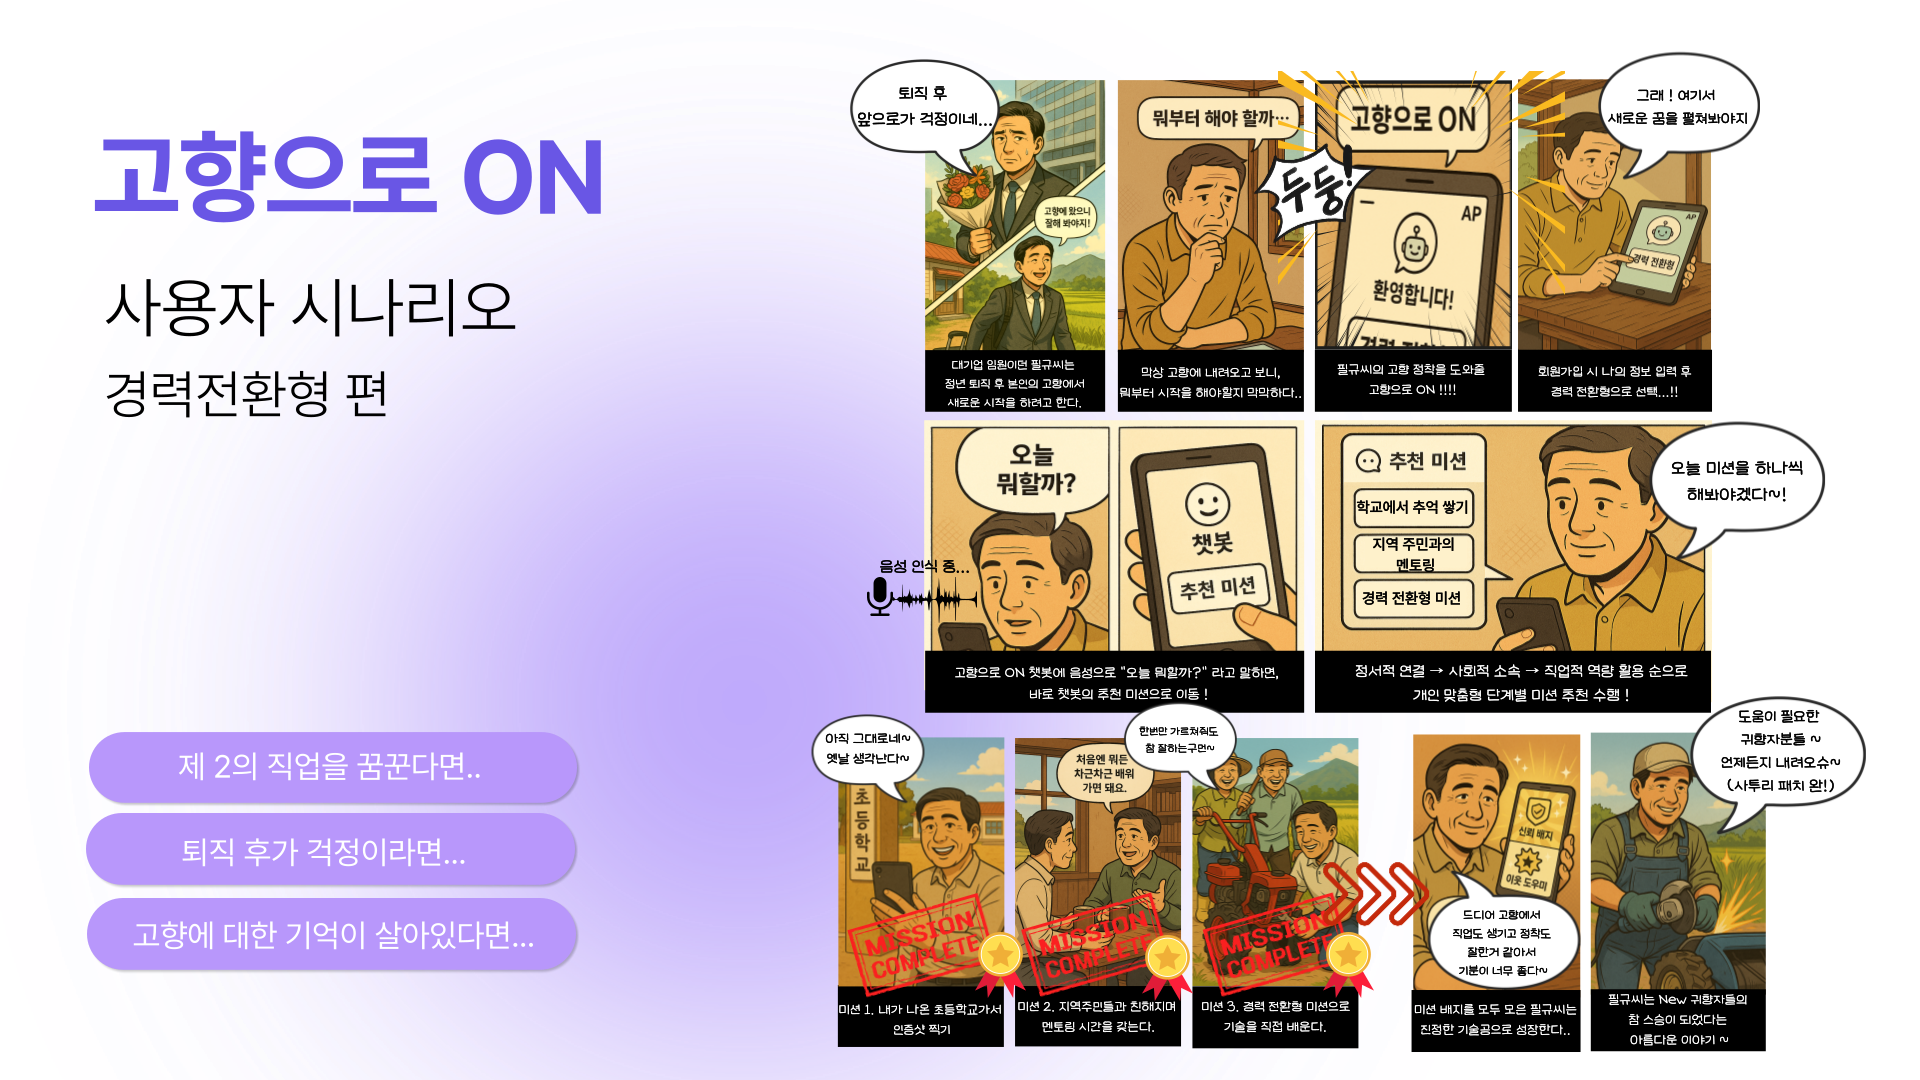 고향으로 ON
사용자 시나리오
경력전환형 편
제 2의 직업을 꿈꾼다면..
퇴직 후가 걱정이라면...
고향에 대한 기억이 살아있다면...
퇴직 후
앞으로가 걱정이네...
고향에 왔으니
잘해 봐야지!
대기업 임원이던 필규씨는
정년 퇴직 후 본인의 고향에서
새로운 시작을 하려고 한다.
뭐부터 해야 할까...
막상 고향에 내려오고 보니,
뭐부터 시작을 해야할지 막막하다..
두둥!
고향으로 ON
AP
환영합니다!
필규씨의 고향 정착을 도와줄
고향으로 ON !!!!
그래 ! 여기서
새로운 꿈을 펼쳐봐야지
AP
경력 전환형
회원가입 시 나의 정보 입력 후
경력 전환형으로 선택...!!
오늘
뭐할까?
음성 인식 중...
챗봇
추천 미션
고향으로 ON 챗봇에 음성으로 "오늘 뭐할까?" 라고 말하면,
바로 챗봇의 추천 미션으로 이동 !
추천 미션
학교에서 추억 쌓기
지역 주민과의
멘토링
경력 전환형 미션
오늘 미션을 하나씩
해봐야겠다~!
정서적 연결 → 사회적 소속 → 직업적 역량 활용 순으로
개인 맞춤형 단계별 미션 추천 수행 !
아직 그대로네~
옛날 생각난다~
초등학교
MISSION
COMPLETE
미션 1. 내가 나온 초등학교가서
인증샷 찍기
처음엔 뭐든
차근차근 배워
가면 돼요.
MISSION
COMPLETE
미션 2. 지역주민들과 친해지며
멘토링 시간을 갖는다.
한번만 가르쳐줘도
참 잘하는구먼~
MISSION
COMPLETE
미션 3. 경력 전환형 미션으로
기술을 직접 배운다.
신뢰 배지
이웃 도우미
드디어 고향에서
직업도 생기고 정착도
잘한거 같아서
기분이 너무 좋다~
미션 배지를 모두 모은 필규씨는
진정한 기술공으로 성장한다..
도움이 필요한
귀향자분들 ~
언제든지 내려오슈~
(사투리 패치 완!)
필규씨는 New 귀향자들의
참 스승이 되었다는
아름다운 이야기 ~